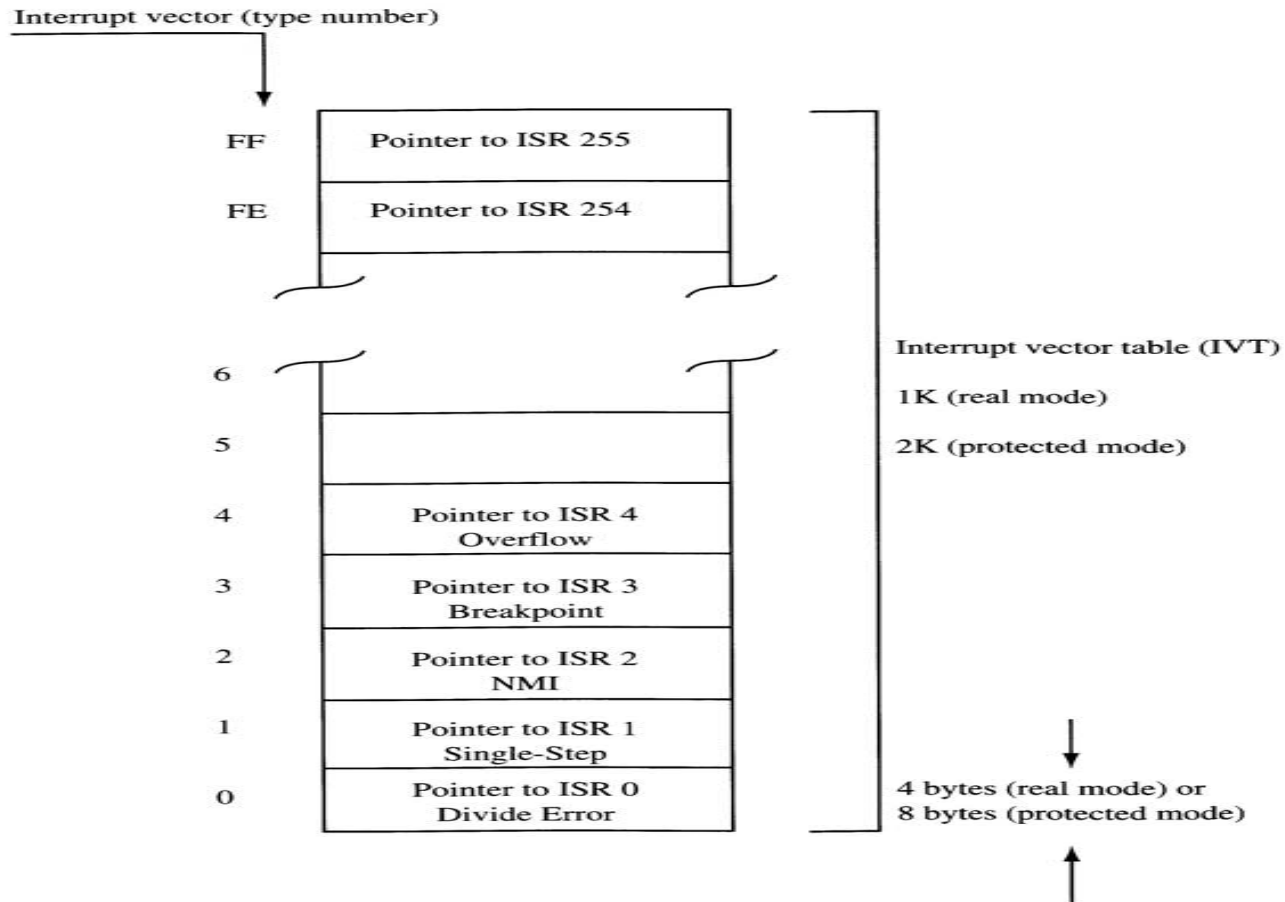 Interrupt vector (type number)
FF
Pointer to ISR 255
FE
Pointer to ISR 254
6
5
4
Pointer to ISR 4
Overflow
3
Pointer to ISR 3
Breakpoint
2
Pointer to ISR 2
NMI
1
Pointer to ISR 1
Single-Step
0
Pointer to ISR 0
Divide Error
Interrupt vector table (IVT)
1K (real mode)
2K (protected mode)
4 bytes (real mode) or
8 bytes (protected mode)